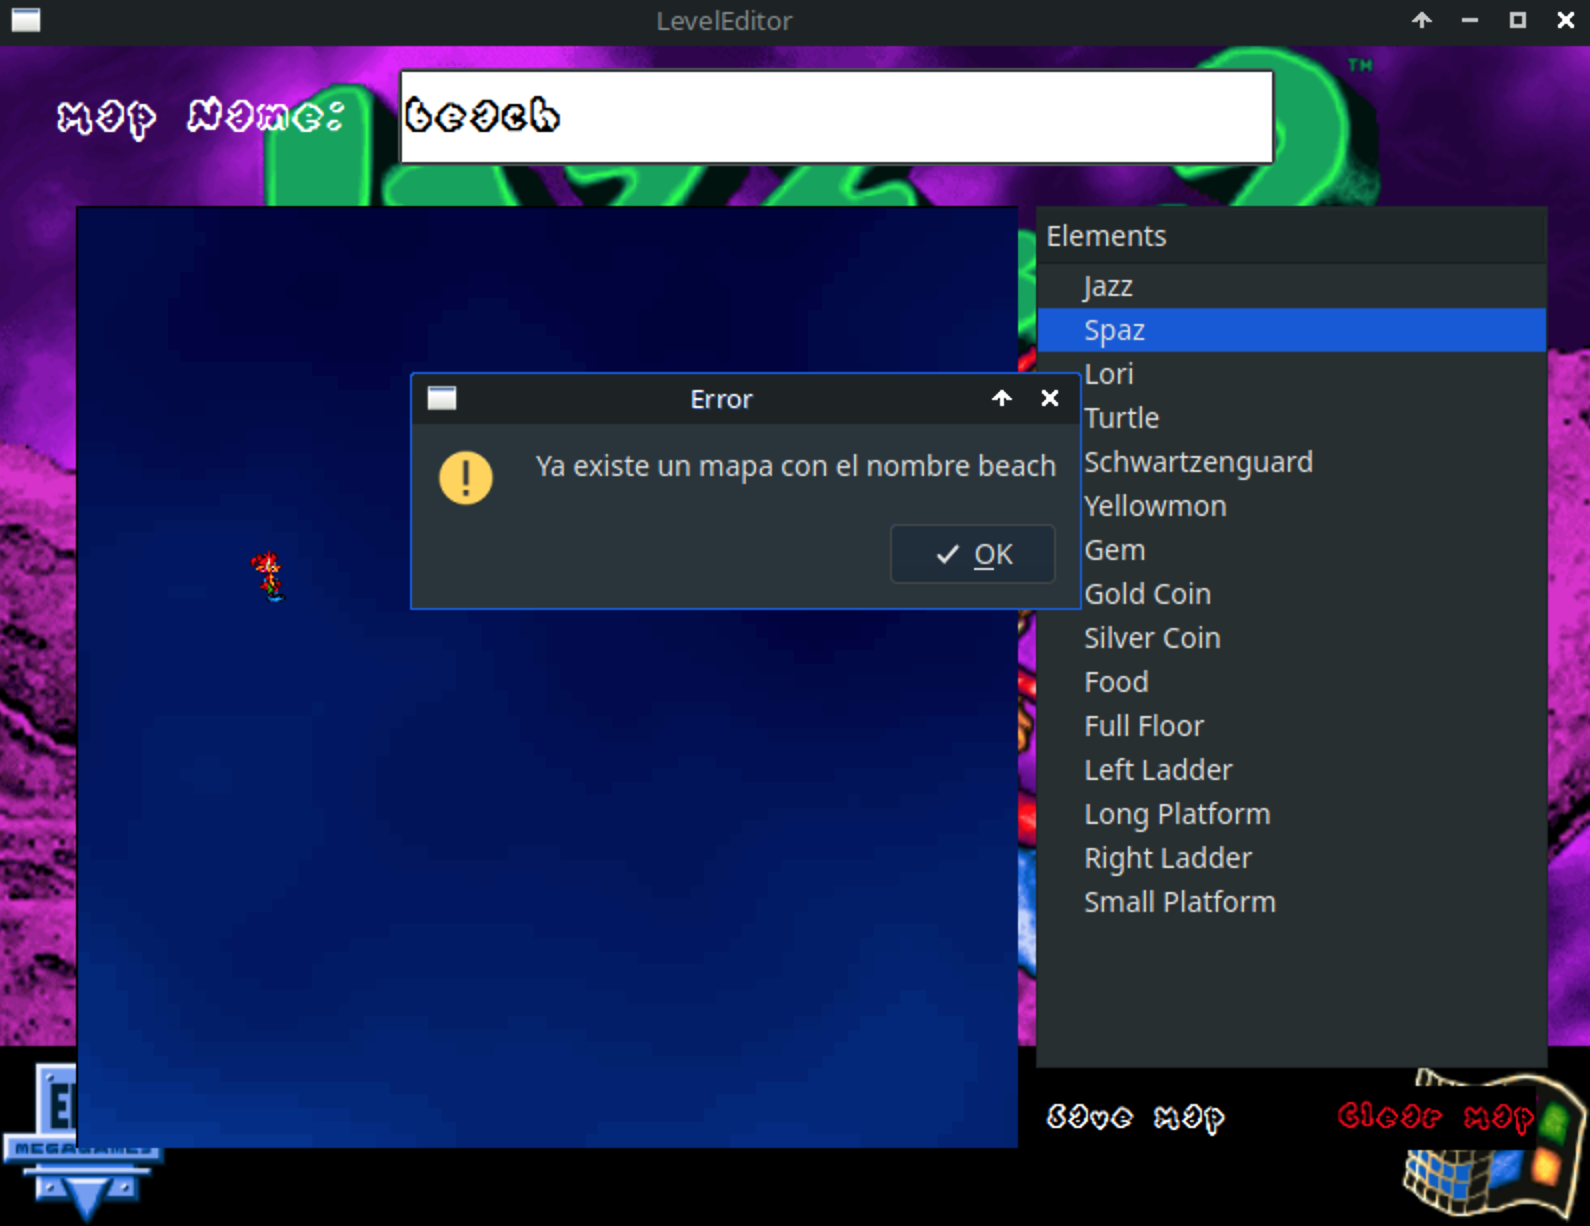 LevelEditor
TM
Map Name:
beach
Elements
Jazz
Spaz
Lori
Turtle
Schwartzenguard
Yellowmon
Gem
Gold Coin
Silver Coin
Food
Full Floor
Left Ladder
Long Platform
Right Ladder
Small Platform
Error
Ya existe un mapa con el nombre beach
OK
Save Map
Clear Map
MEGAGAMES